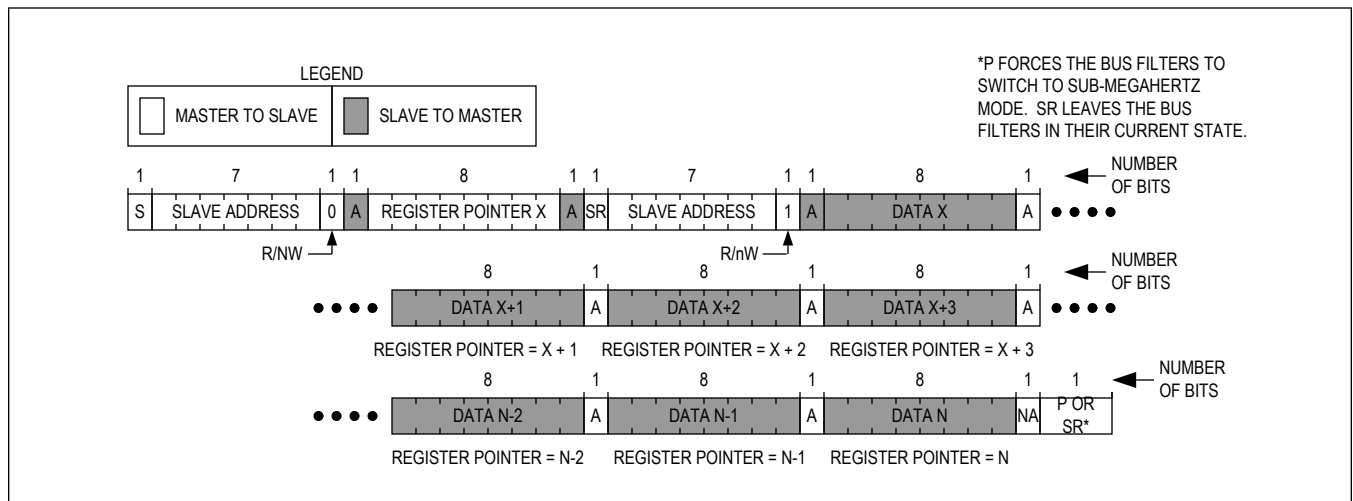 LEGEND
MASTER TO SLAVE SLAVE TO MASTER
*P FORCES THE BUS FILTERS TO
SWITCH TO SUB-MEGAHERTZ
MODE. SR LEAVES THE BUS
FILTERS IN THEIR CURRENT STATE.
1 7 1 1 8 1 1 7 1 1 8 1 NUMBER
OF BITS
S SLAVE ADDRESS 0 A REGISTER POINTER X A SR SLAVE ADDRESS 1 A DATA X A
R/NW R/nW
8 1 8 1 8 1 NUMBER
OF BITS
DATA X+1 A DATA X+2 A DATA X+3 A
REGISTER POINTER = X + 1 REGISTER POINTER = X + 2 REGISTER POINTER = X + 3
8 1 8 1 8 1 1 NUMBER
OF BITS
DATA N-2 A DATA N-1 A DATA N NA P OR
SR*
REGISTER POINTER = N-2 REGISTER POINTER = N-1 REGISTER POINTER = N